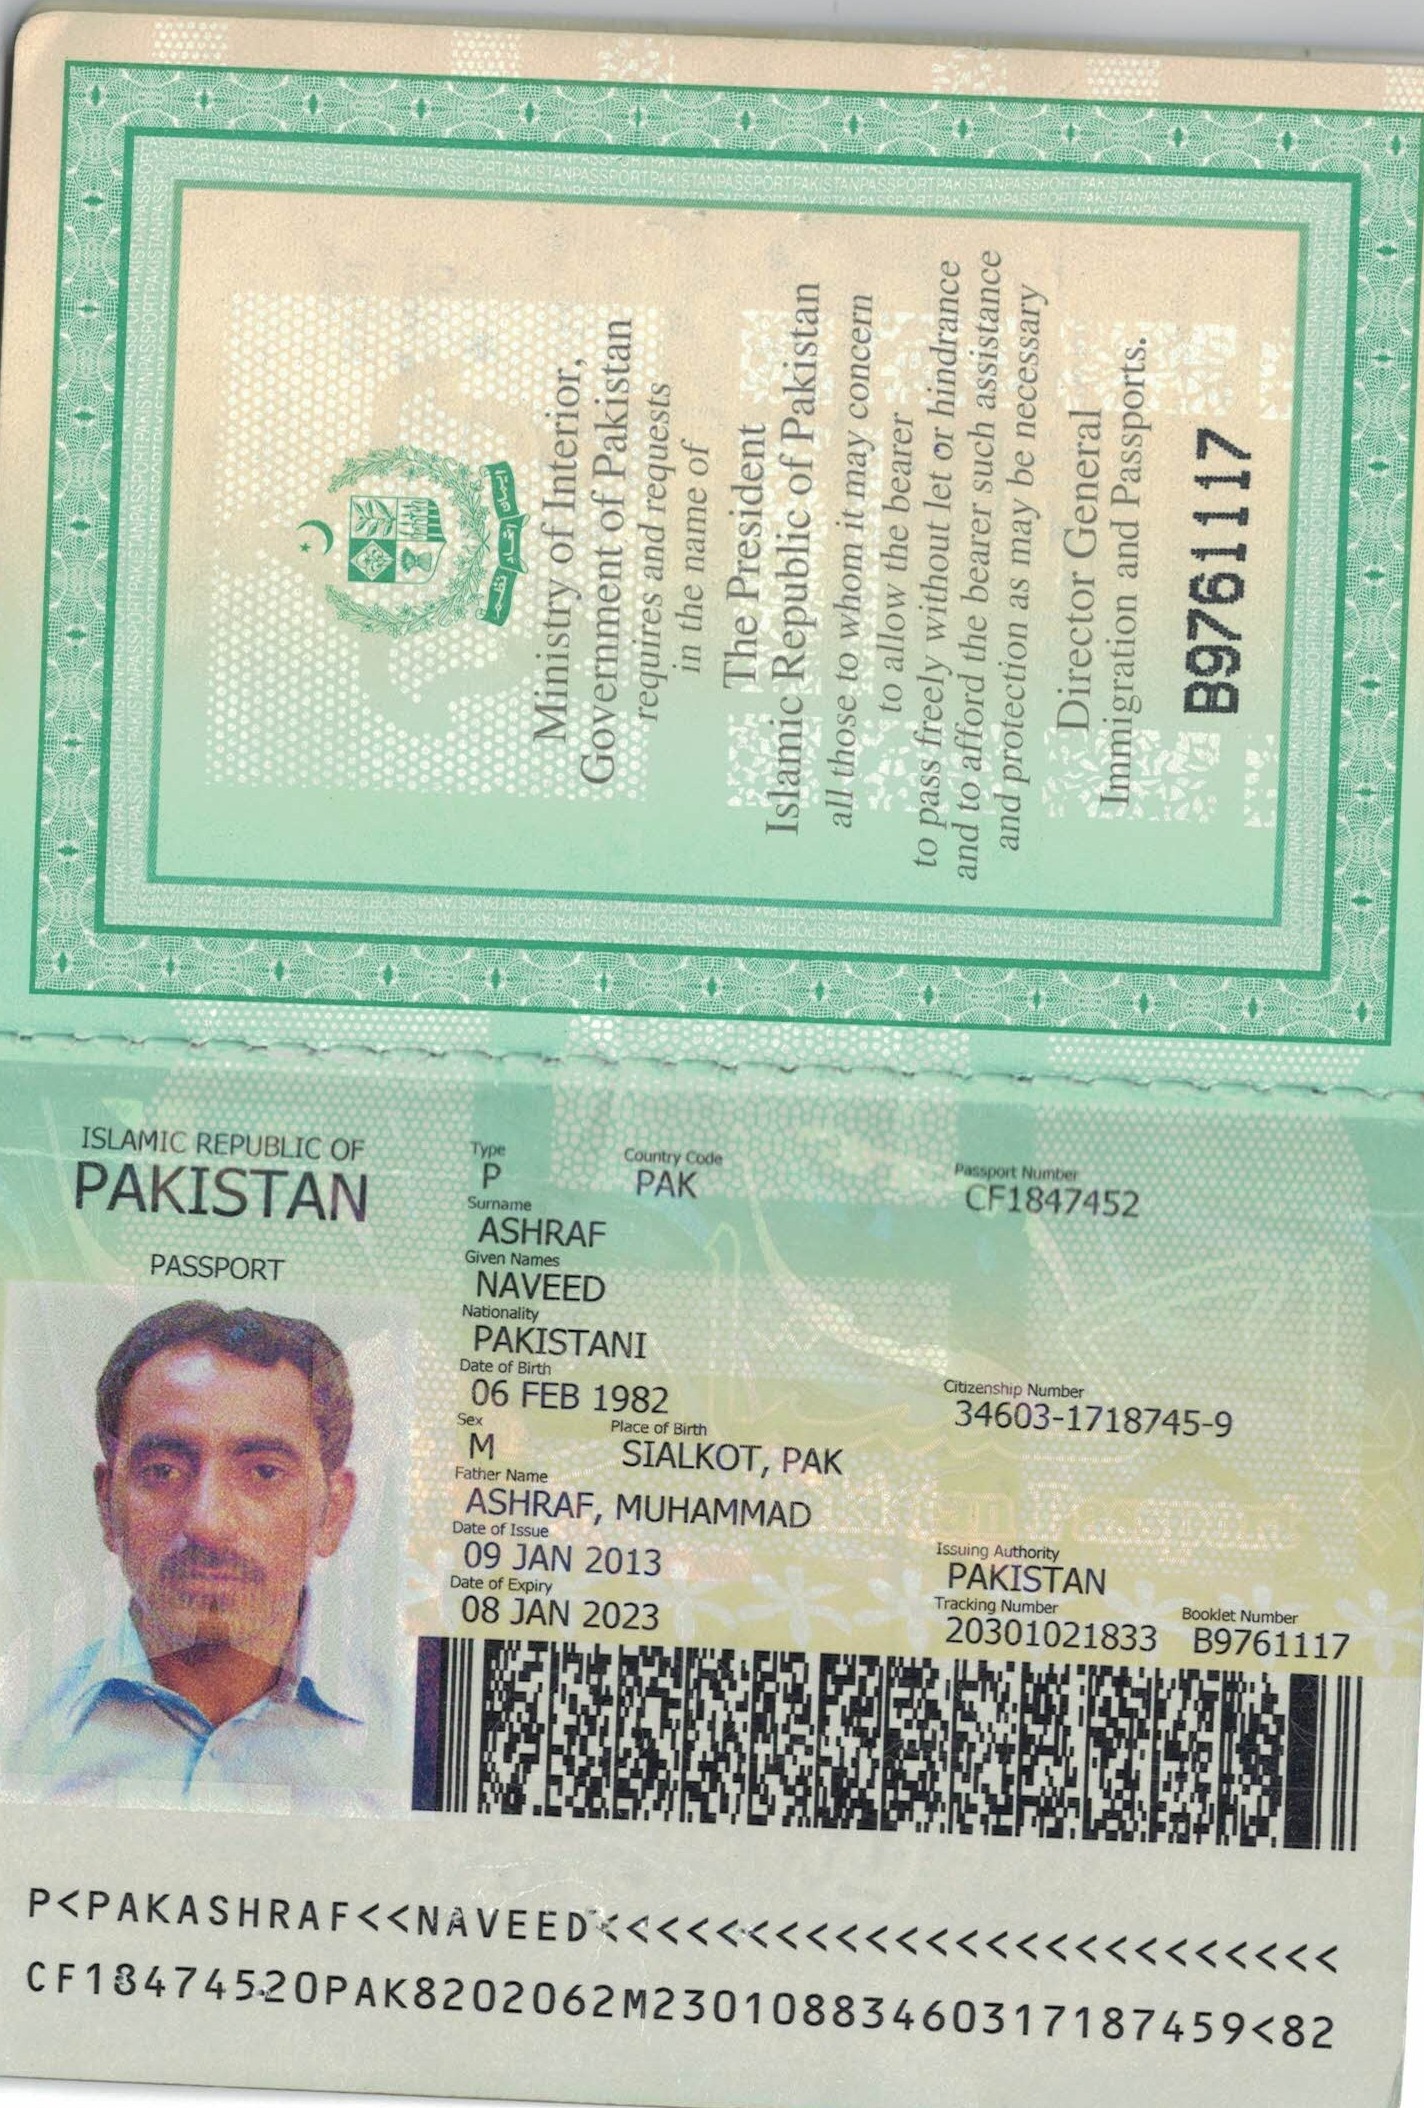 Ministry of Interior,
Government of Pakistan
requires and requests
in the name of
The President
Islamic Republic of Pakistan
all those to whom it may concern
to allow the bearer
to pass freely without let or hindrance
and to afford the bearer such assistance
and protection as may be necessary
Director General
Immigration and Passports.
B9761117
ISLAMIC REPUBLIC OF
PAKISTAN
PASSPORT
Type Country Code Passport Number
P PAK CF1847452
Surname
ASHRAF
Given Names
NAVEED
Nationality
PAKISTANI
Date of Birth Citizenship Number
06 FEB 1982 34603-1718745-9
Sex Place of Birth
M SIALKOT, PAK
Father Name
ASHRAF, MUHAMMAD
Date of Issue Issuing Authority
09 JAN 2013 PAKISTAN
Date of Expiry Tracking Number Booklet Number
08 JAN 2023 20301021833 B9761117
P<PAKASHRAF<<NAVEED<<<<<<<<<<<<<<<<<<<<<<<<<
CF18474520PAK8202062M2301088346031718​7459<82